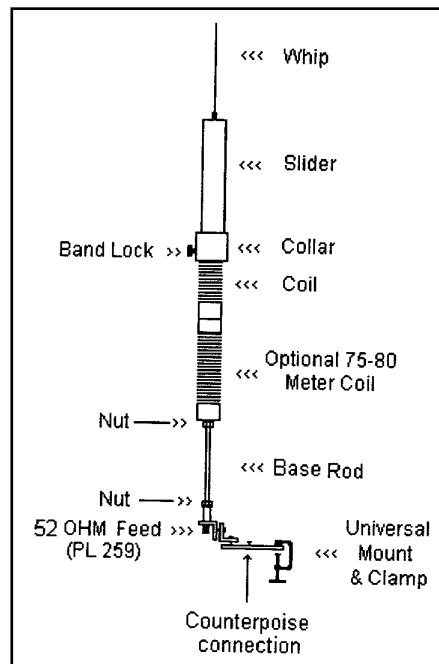 <<< Whip
<<< Slider
Band Lock >>
<<< Collar
<<< Coil
<<< Optional 75-80
Meter Coil
Nut >>
<<< Base Rod
Nut >>
52 OHM Feed >>>
(PL 259)
<<< Universal
Mount
& Clamp
Counterpoise
connection